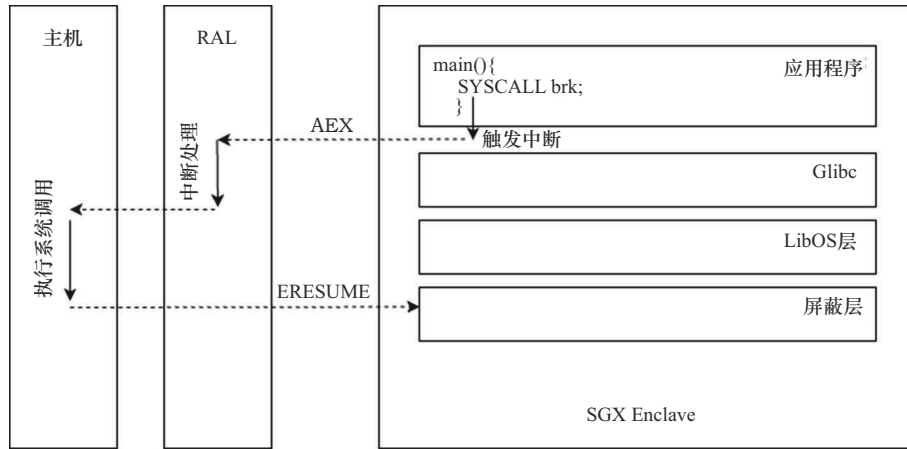 主机
RAL
main(){
SYSCALL brk;
}
应用程序
AEX
触发中断
中断处理
Glibc
执行系统调用
LibOS层
ERESUME
屏蔽层
SGX Enclave